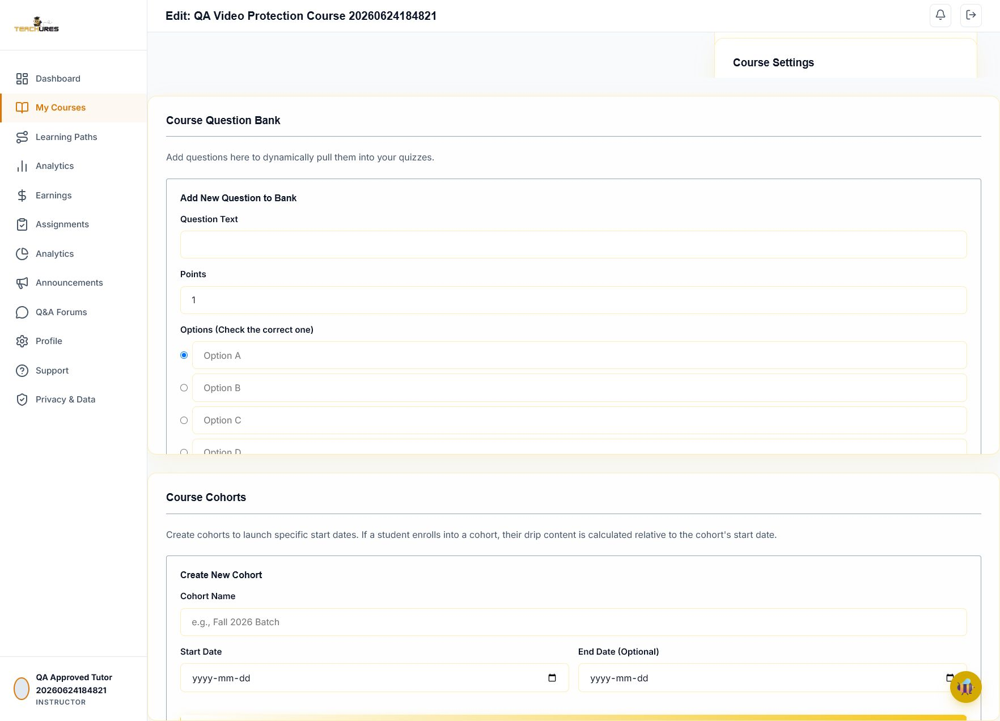 TEACHURES
Edit: QA Video Protection Course 20260624184821
Dashboard
My Courses
Learning Paths
Analytics
Earnings
Assignments
Analytics
Announcements
Q&A Forums
Profile
Support
Privacy & Data
QA Approved Tutor
20260624184821
INSTRUCTOR
Course Settings
Course Question Bank
Add questions here to dynamically pull them into your quizzes.
Add New Question to Bank
Question Text
Points
1
Options (Check the correct one)
Option A
Option B
Option C
Option D
Course Cohorts
Create cohorts to launch specific start dates. If a student enrolls into a cohort, their drip content is calculated relative to the cohort's start date.
Create New Cohort
Cohort Name
e.g., Fall 2026 Batch
Start Date
End Date (Optional)
yyyy-mm-dd
yyyy-mm-dd